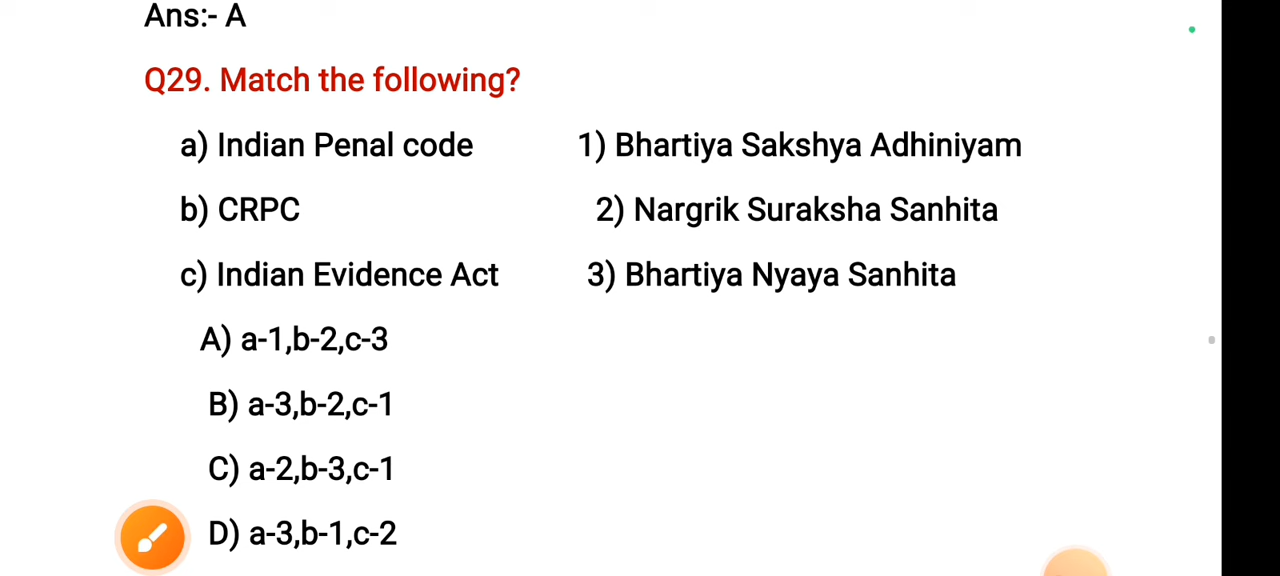 Ans:- A
Q29. Match the following?
a) Indian Penal code 1) Bhartiya Sakshya Adhiniyam
b) CRPC 2) Nargrik Suraksha Sanhita
c) Indian Evidence Act 3) Bhartiya Nyaya Sanhita
A) a-1,b-2,c-3
B) a-3,b-2,c-1
C) a-2,b-3,c-1
D) a-3,b-1,c-2